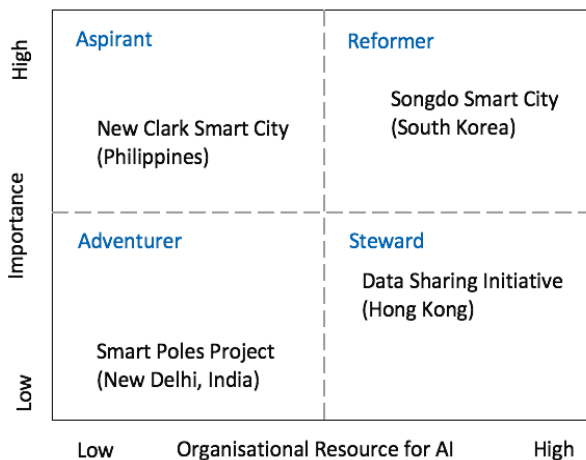 High
Importance
Low
Aspirant
New Clark Smart City
(Philippines)
Reformer
Songdo Smart City
(South Korea)
Adventurer
Smart Poles Project
(New Delhi, India)
Steward
Data Sharing Initiative
(Hong Kong)
Low
Organisational Resource for AI
High